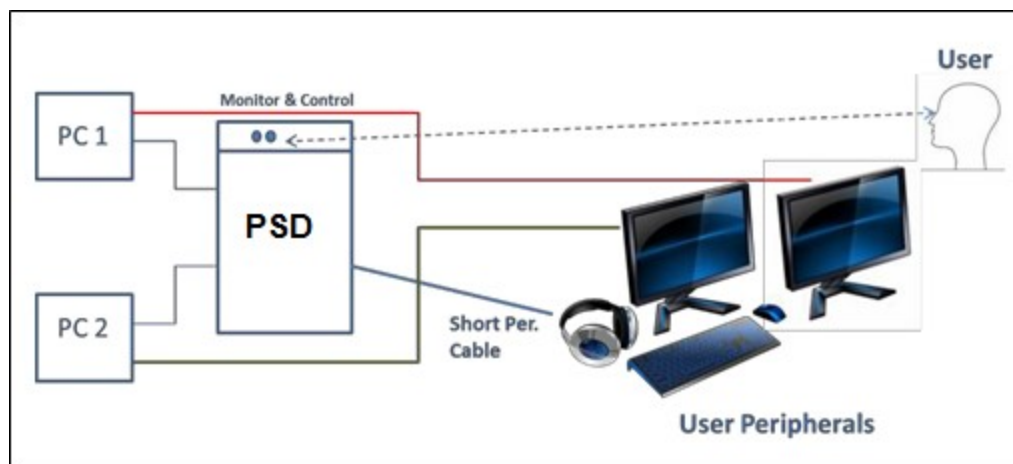 User
Monitor & Control
PC 1
PSD
PC 2
Short Per.
Cable
User Peripherals